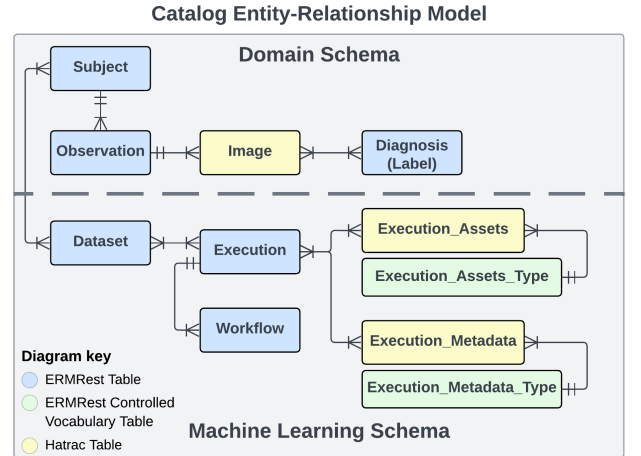 Catalog Entity-Relationship Model
Domain Schema
Subject
Observation
Image
Diagnosis
(Label)
Dataset
Execution
Workflow
Execution_Assets
Execution_Assets_Type
Execution_Metadata
Execution_Metadata_Type
Diagram key
ERMRest Table
ERMRest Controlled
Vocabulary Table
Hatrac Table
Machine Learning Schema